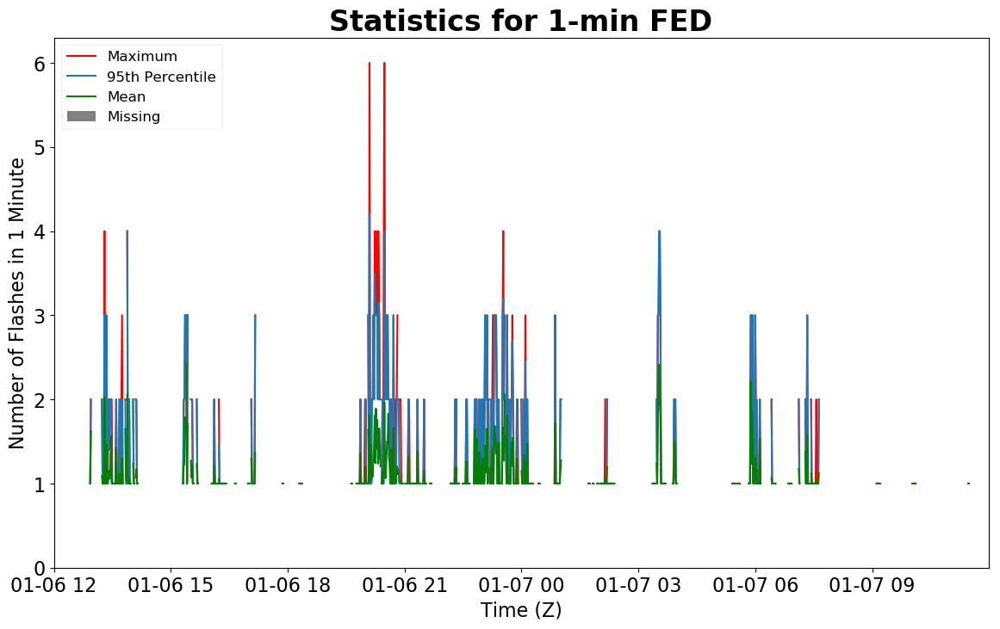 Statistics for 1-min FED
Maximum
95th Percentile
Mean
Missing
Number of Flashes in 1 Minute
6
5
4
3
2
1
0
01-06 12
01-06 15
01-06 18
01-06 21
01-07 00
01-07 03
01-07 06
01-07 09
Time (Z)